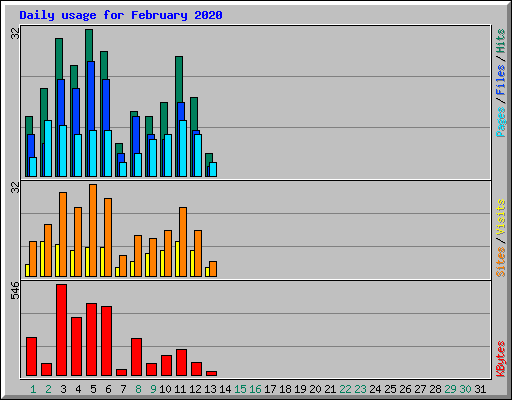 Daily usage for February 2020
32
Pages / Files / Hits
32
Sites / Visits
546
KBytes
1 2 3 4 5 6 7 8 9 10 11 12 13 14 15 16 17 18 19 20 21 22 23 24 25 26 27 28 29 30 31